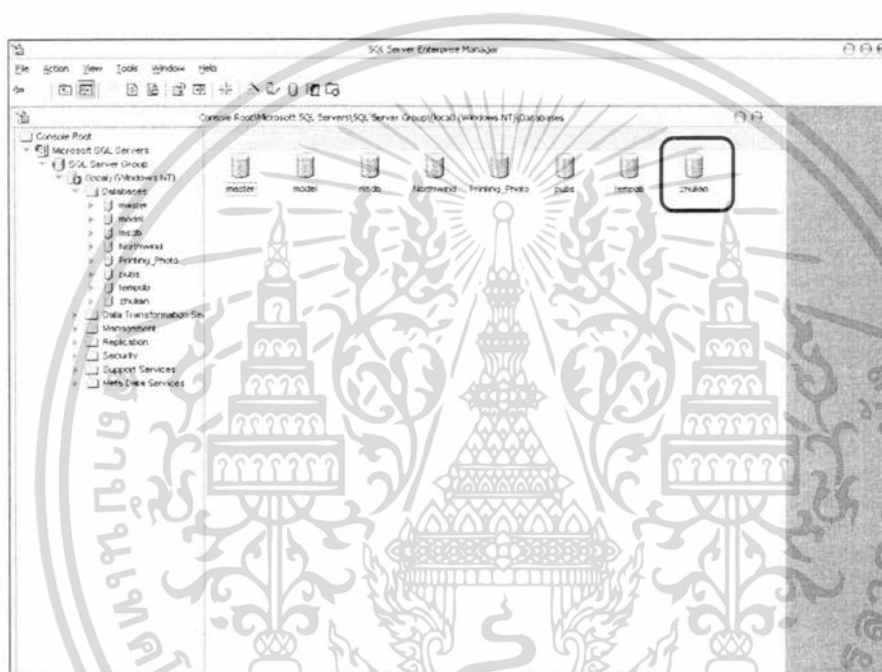 SQL Server Enterprise Manager
File Action View Tools Window Help
Console Root\Microsoft SQL Servers\SQL Server Group\(local) (Windows NT)\Databases
Console Root
Microsoft SQL Servers
SQL Server Group
(local) (Windows NT)
Databases
master
model
msdb
Northwind
Printing_Photo
pubs
tempdb
zhulian
Data Transformation Ser
Management
Replication
Security
Support Services
Meta Data Services
master model msdb Northwind Printing_Photo pubs tempdb zhulian